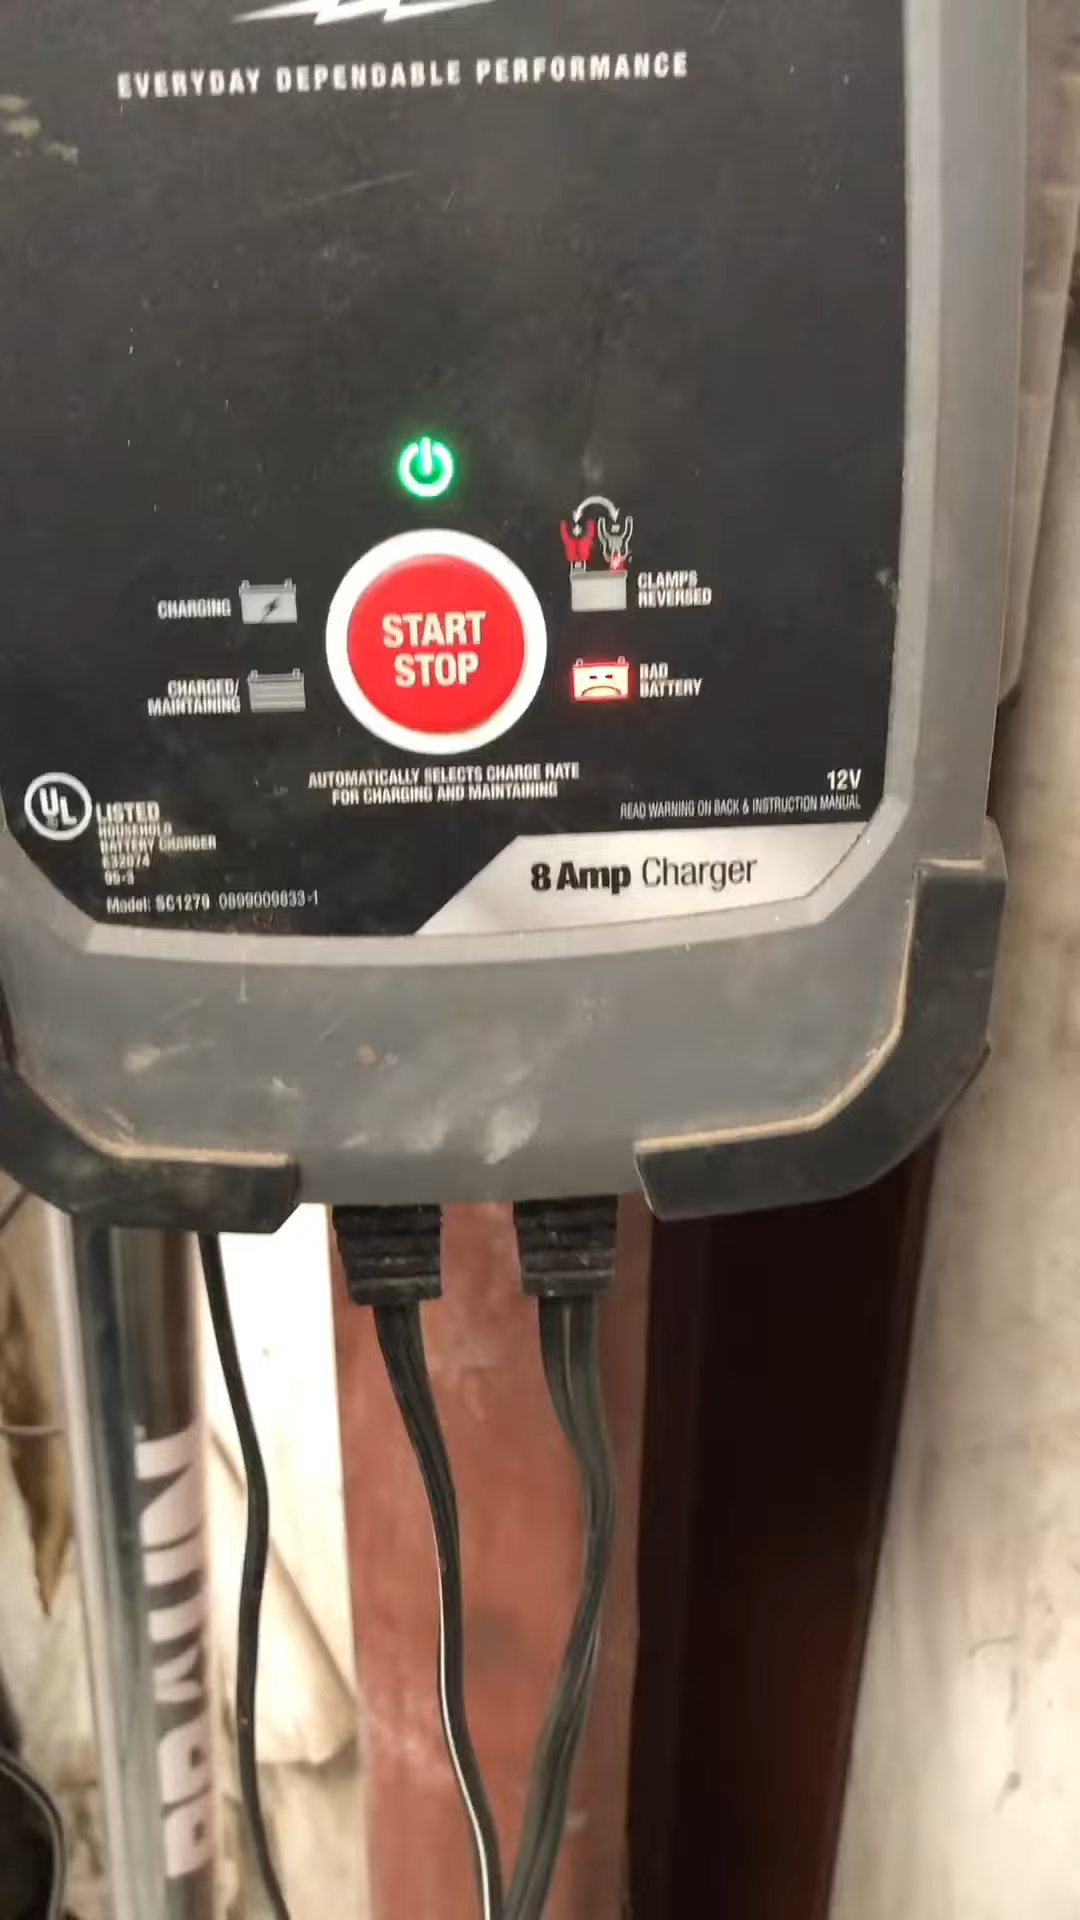 EVERYDAY DEPENDABLE PERFORMANCE
CHARGING
START
STOP
CLAMPS
REVERSED
CHARGED/
MAINTAINING
BAD
BATTERY
AUTOMATICALLY SELECTS CHARGE RATE
FOR CHARGING AND MAINTAINING
12V
READ WARNING ON BACK & INSTRUCTION MANUAL
UL
LISTED
HOUSEHOLD
BATTERY CHARGER
8 Amp Charger